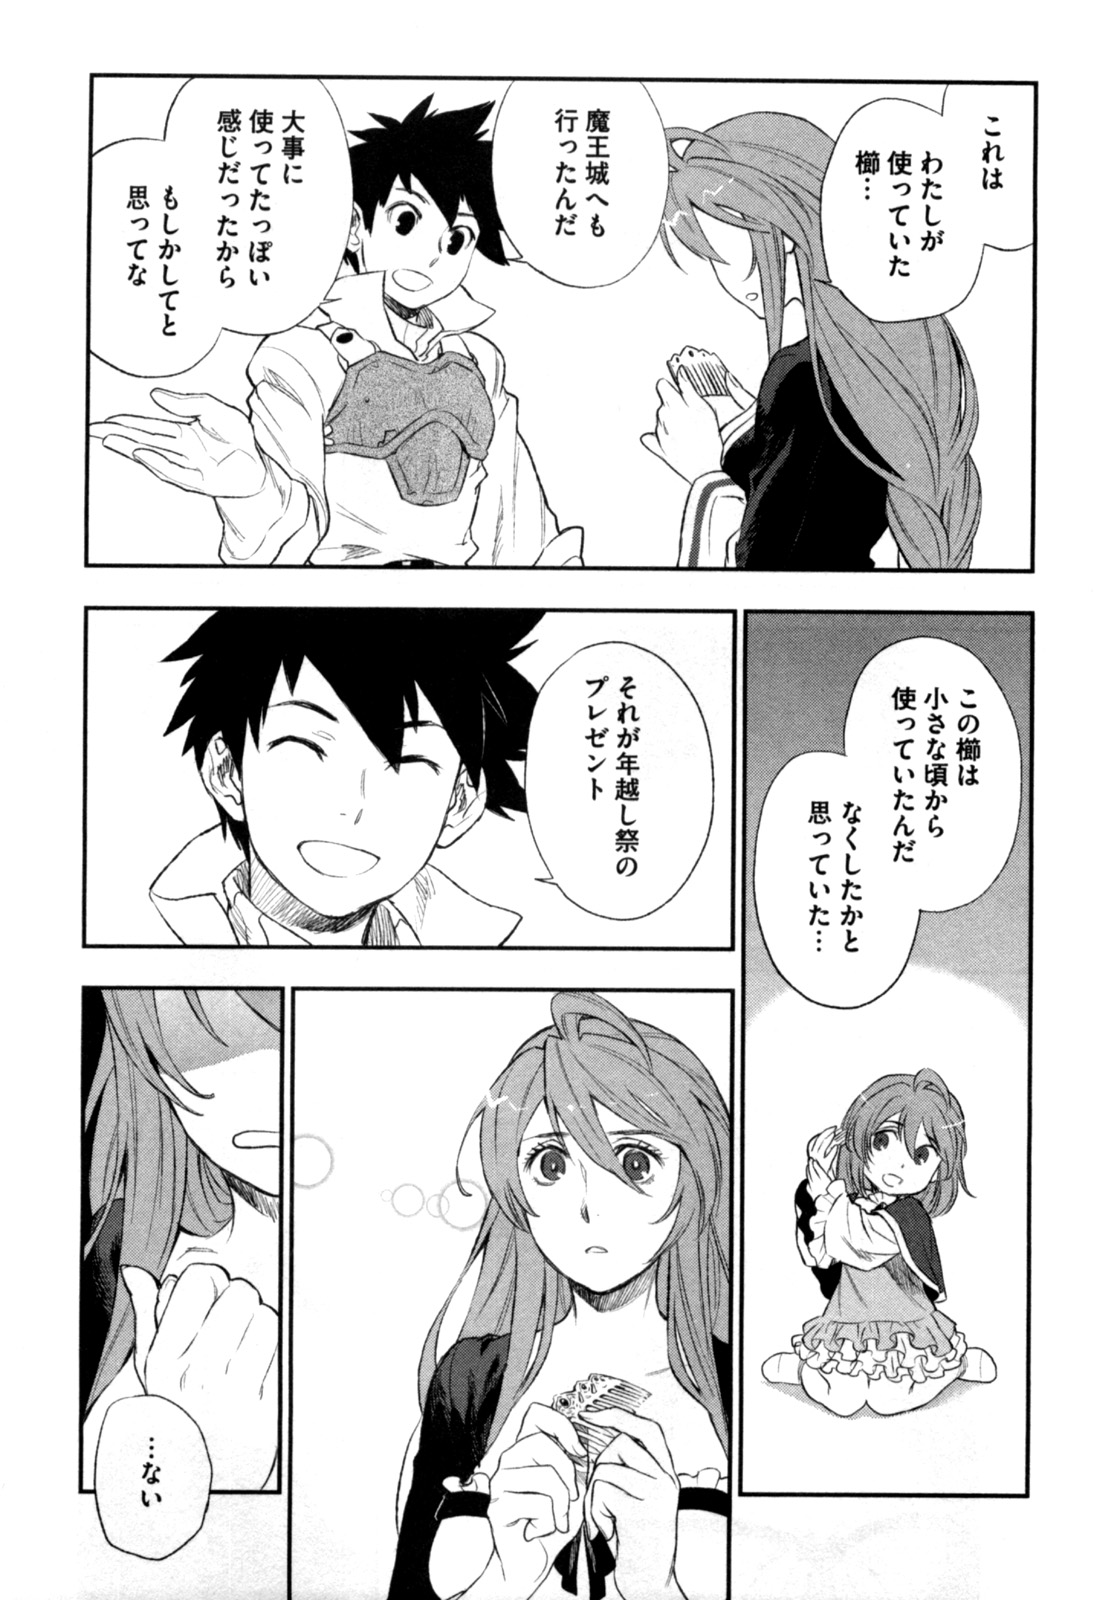 これは
わたしが
使っていた
櫛…
魔王城へも
行ったんだ
大事に
使ってたっぽい
感じだったから
もしかしてと
思ってな
この櫛は
小さな頃から
使っていたんだ
なくしたかと
思っていた…
それが年越し祭の
プレゼント
…ない